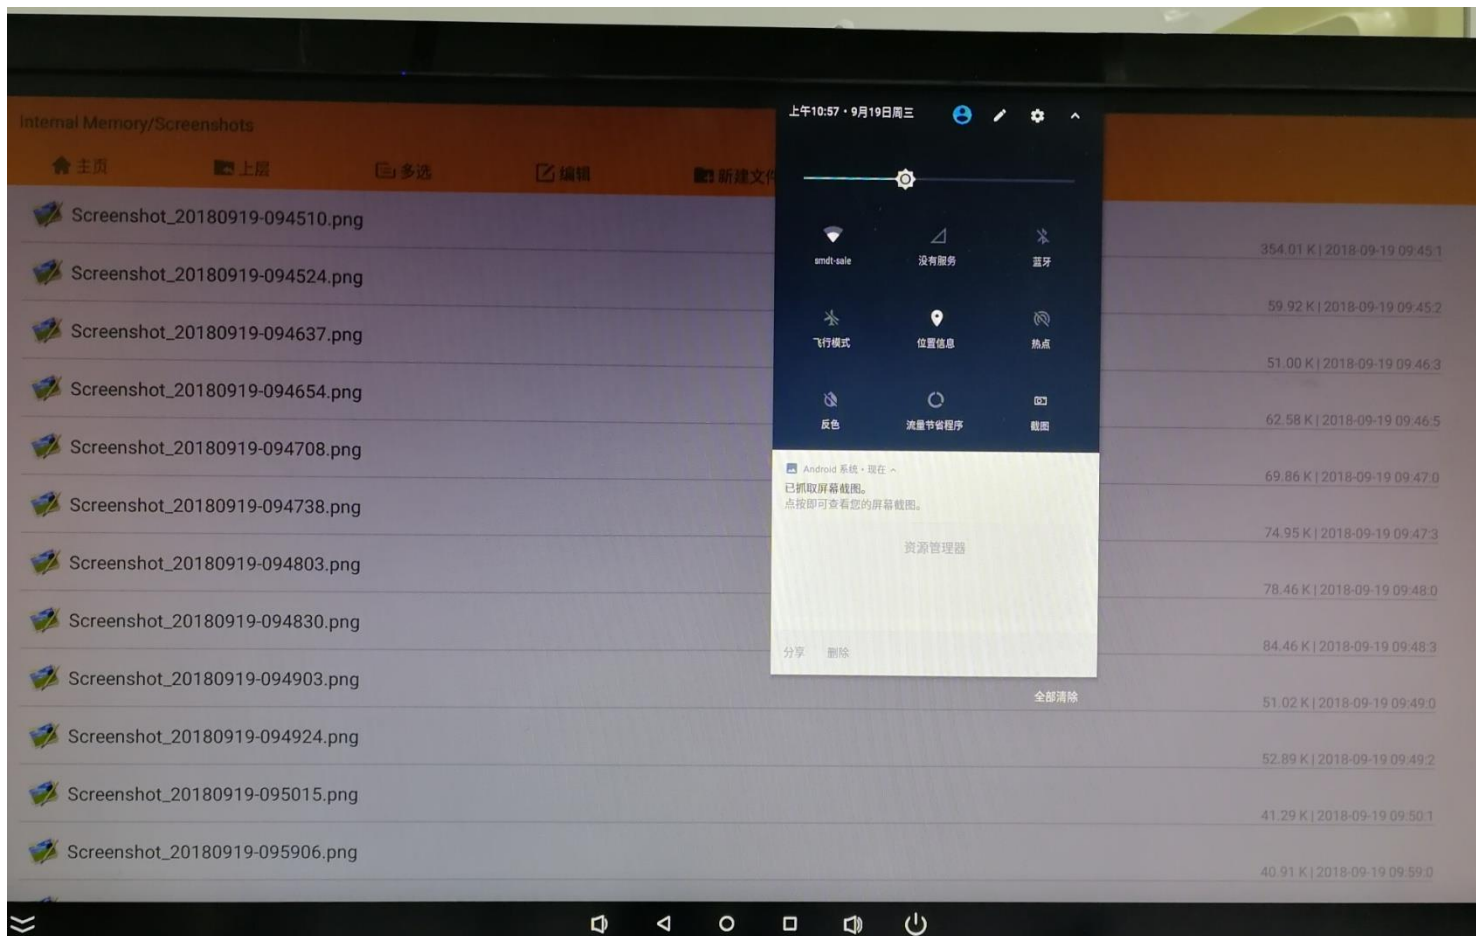 Internal Memory/Screenshots
主页 上层 多选 编辑 新建文件
Screenshot_20180919-094510.png
354.01 K | 2018-09-19 09:45:1
Screenshot_20180919-094524.png
59.92 K | 2018-09-19 09:45:2
Screenshot_20180919-094637.png
51.00 K | 2018-09-19 09:46:3
Screenshot_20180919-094654.png
62.58 K | 2018-09-19 09:46:5
Screenshot_20180919-094708.png
69.86 K | 2018-09-19 09:47:0
Screenshot_20180919-094738.png
74.95 K | 2018-09-19 09:47:3
Screenshot_20180919-094803.png
78.46 K | 2018-09-19 09:48:0
Screenshot_20180919-094830.png
84.46 K | 2018-09-19 09:48:3
Screenshot_20180919-094903.png
51.02 K | 2018-09-19 09:49:0
Screenshot_20180919-094924.png
52.89 K | 2018-09-19 09:49:2
Screenshot_20180919-095015.png
41.29 K | 2018-09-19 09:50:1
Screenshot_20180919-095906.png
40.91 K | 2018-09-19 09:59:0
上午10:57 · 9月19日周三
smdt-sale 没有服务 蓝牙
飞行模式 位置信息 热点
反色 流量节省程序 截图
Android 系统 · 现在
已抓取屏幕截图。
点按即可查看您的屏幕截图。
资源管理器
分享 删除
全部清除